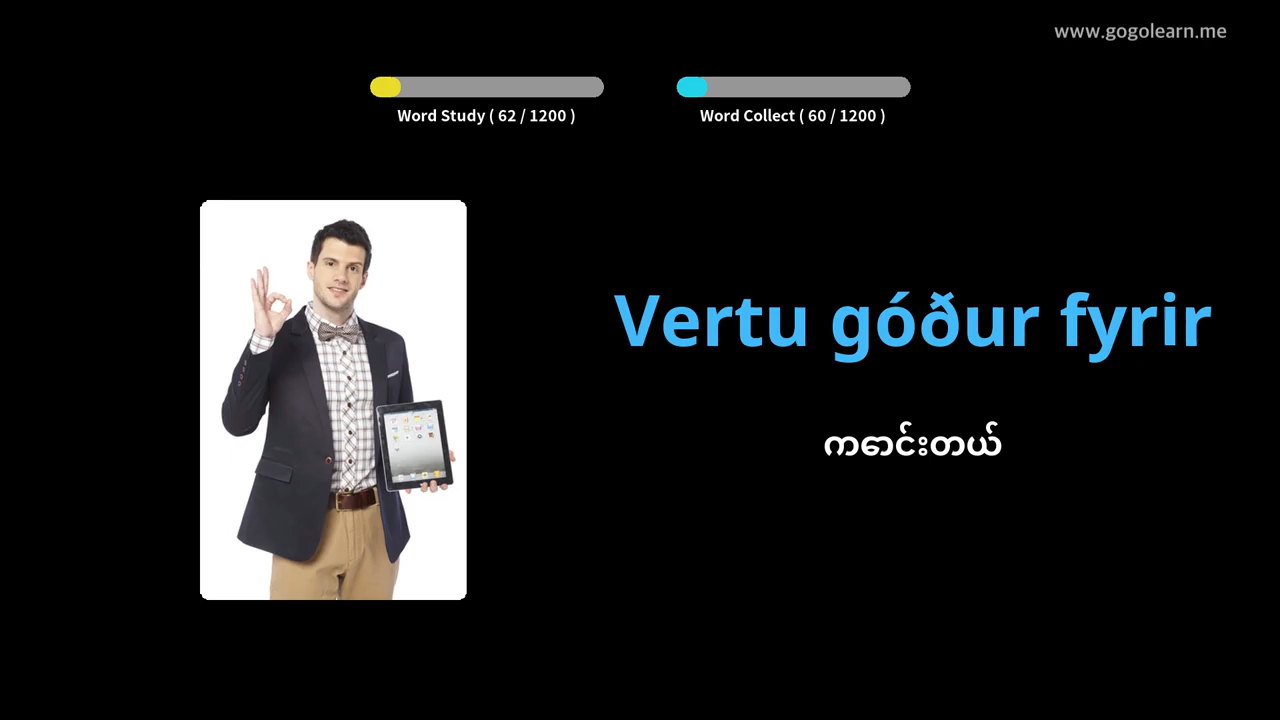 www.gogolearn.me
Word Study ( 62 / 1200 )
Word Collect ( 60 / 1200 )
Vertu góður fyrir
ကောင်းတယ်